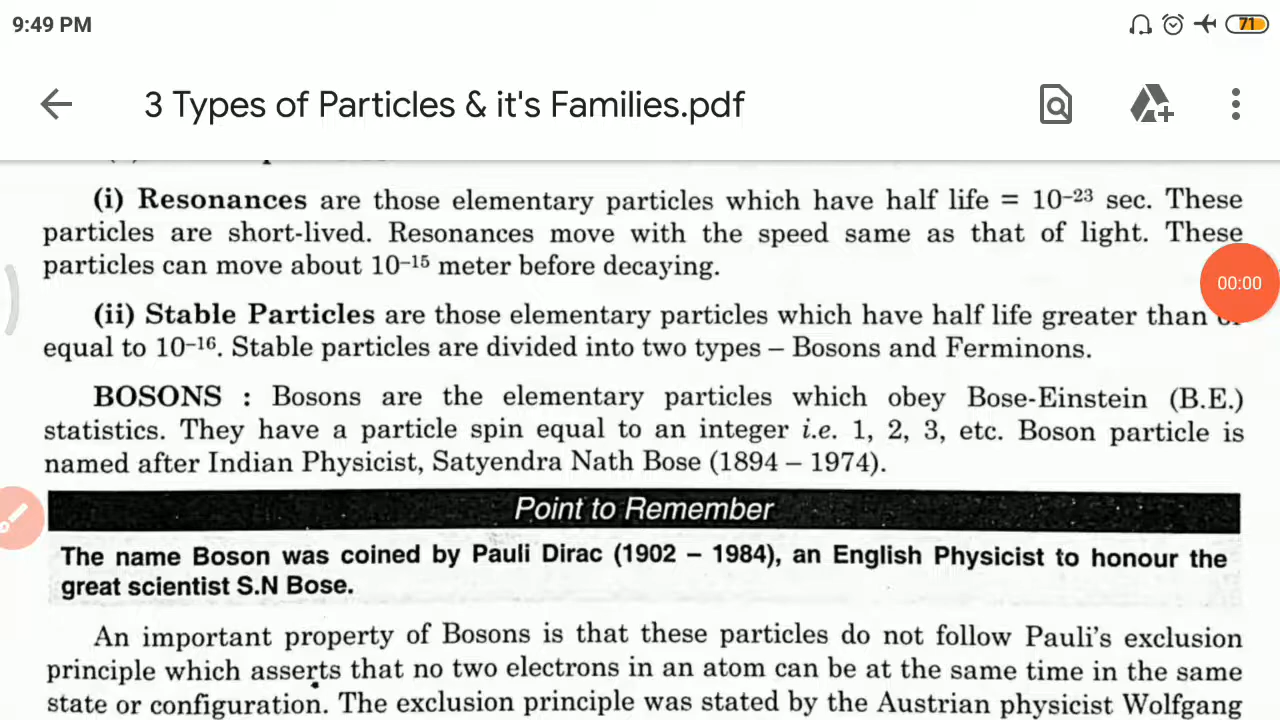 9:49 PM
71
3 Types of Particles & it's Families.pdf
(i) Resonances are those elementary particles which have half life = 10⁻²³ sec. These
particles are short-lived. Resonances move with the speed same as that of light. These
particles can move about 10⁻¹⁵ meter before decaying.
00:00
(ii) Stable Particles are those elementary particles which have half life greater than or
equal to 10⁻¹⁶. Stable particles are divided into two types – Bosons and Ferminons.
BOSONS : Bosons are the elementary particles which obey Bose-Einstein (B.E.)
statistics. They have a particle spin equal to an integer i.e. 1, 2, 3, etc. Boson particle is
named after Indian Physicist, Satyendra Nath Bose (1894 – 1974).
Point to Remember
The name Boson was coined by Pauli Dirac (1902 – 1984), an English Physicist to honour the
great scientist S.N Bose.
An important property of Bosons is that these particles do not follow Pauli's exclusion
principle which asserts that no two electrons in an atom can be at the same time in the same
state or configuration. The exclusion principle was stated by the Austrian physicist Wolfgang